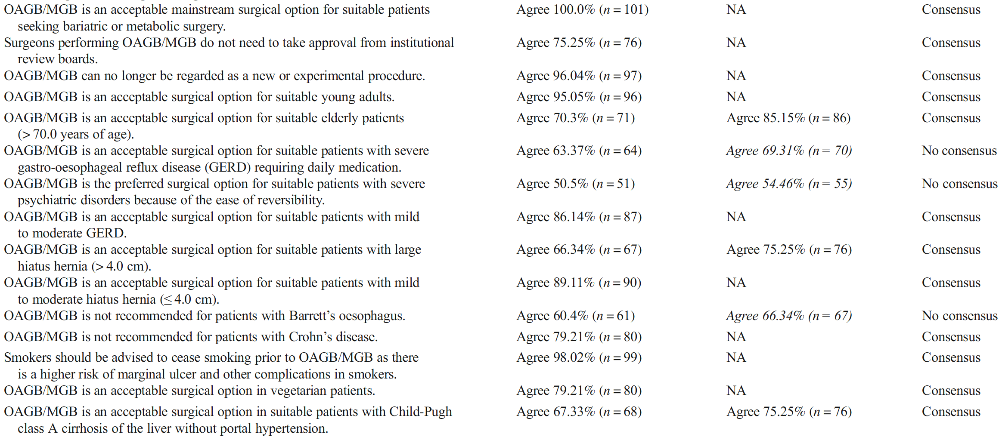 OAGB/MGB is an acceptable mainstream surgical option for suitable patients Agree 100.0% (n = 101) NA Consensus
seeking bariatric or metabolic surgery.
Surgeons performing OAGB/MGB do not need to take approval from institutional Agree 75.25% (n = 76) NA Consensus
review boards.
OAGB/MGB can no longer be regarded as a new or experimental procedure. Agree 96.04% (n = 97) NA Consensus
OAGB/MGB is an acceptable surgical option for suitable young adults. Agree 95.05% (n = 96) NA Consensus
OAGB/MGB is an acceptable surgical option for suitable elderly patients Agree 70.3% (n = 71) Agree 85.15% (n = 86) Consensus
(> 70.0 years of age).
OAGB/MGB is an acceptable surgical option for suitable patients with severe Agree 63.37% (n = 64) Agree 69.31% (n = 70) No consensus
gastro-oesophageal reflux disease (GERD) requiring daily medication.
OAGB/MGB is the preferred surgical option for suitable patients with severe Agree 50.5% (n = 51) Agree 54.46% (n = 55) No consensus
psychiatric disorders because of the ease of reversibility.
OAGB/MGB is an acceptable surgical option for suitable patients with mild Agree 86.14% (n = 87) NA Consensus
to moderate GERD.
OAGB/MGB is an acceptable surgical option for suitable patients with large Agree 66.34% (n = 67) Agree 75.25% (n = 76) Consensus
hiatus hernia (> 4.0 cm).
OAGB/MGB is an acceptable surgical option for suitable patients with mild Agree 89.11% (n = 90) NA Consensus
to moderate hiatus hernia (≤ 4.0 cm).
OAGB/MGB is not recommended for patients with Barrett’s oesophagus. Agree 60.4% (n = 61) Agree 66.34% (n = 67) No consensus
OAGB/MGB is not recommended for patients with Crohn’s disease. Agree 79.21% (n = 80) NA Consensus
Smokers should be advised to cease smoking prior to OAGB/MGB as there Agree 98.02% (n = 99) NA Consensus
is a higher risk of marginal ulcer and other complications in smokers.
OAGB/MGB is an acceptable surgical option in vegetarian patients. Agree 79.21% (n = 80) NA Consensus
OAGB/MGB is an acceptable surgical option in suitable patients with Child-Pugh Agree 67.33% (n = 68) Agree 75.25% (n = 76) Consensus
class A cirrhosis of the liver without portal hypertension.